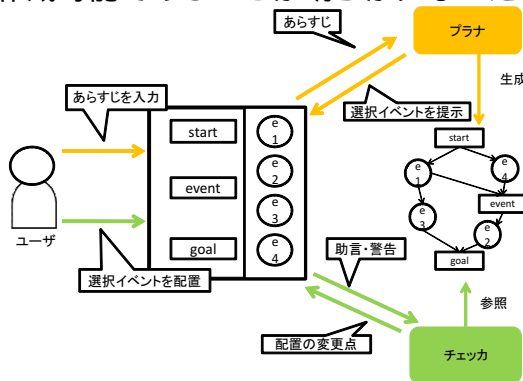 あらすじ
プラナ
生成
あらすじを入力
選択イベントを提示
start
e1
event
e2
e3
goal
e4
ユーザ
選択イベントを配置
start
e1
e4
event
e3
e2
goal
助言・警告
配置の変更点
参照
チェッカ